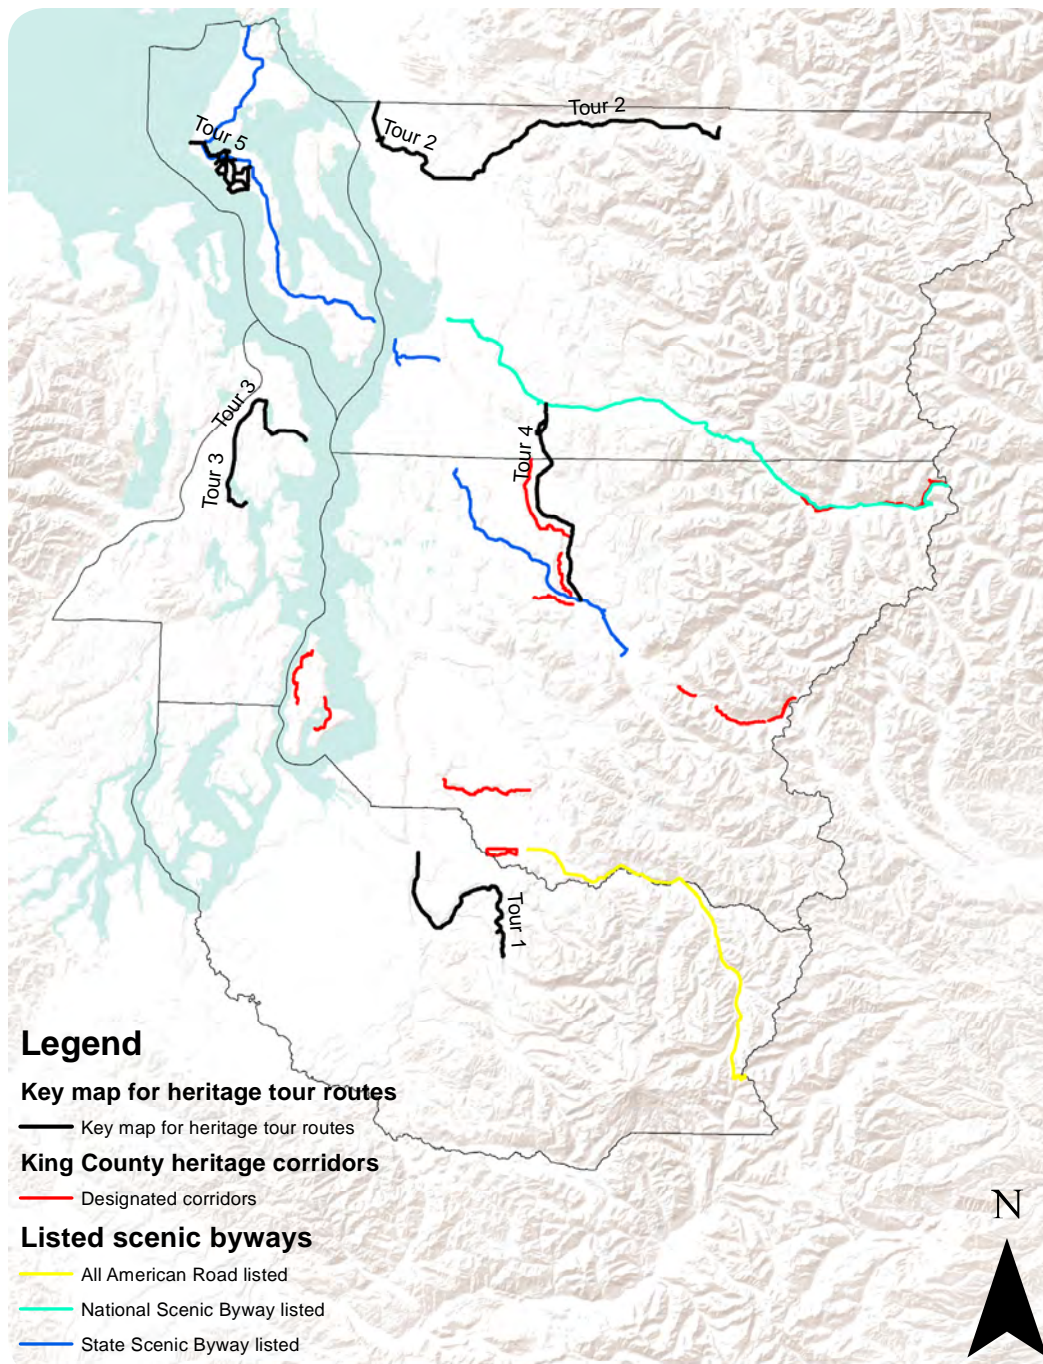 Tour 2
Tour 2
Tour 5
Tour 3
Tour 3
Tour 4
Tour 1
Legend
Key map for heritage tour routes
Key map for heritage tour routes
King County heritage corridors
Designated corridors
Listed scenic byways
All American Road listed
National Scenic Byway listed
State Scenic Byway listed
N